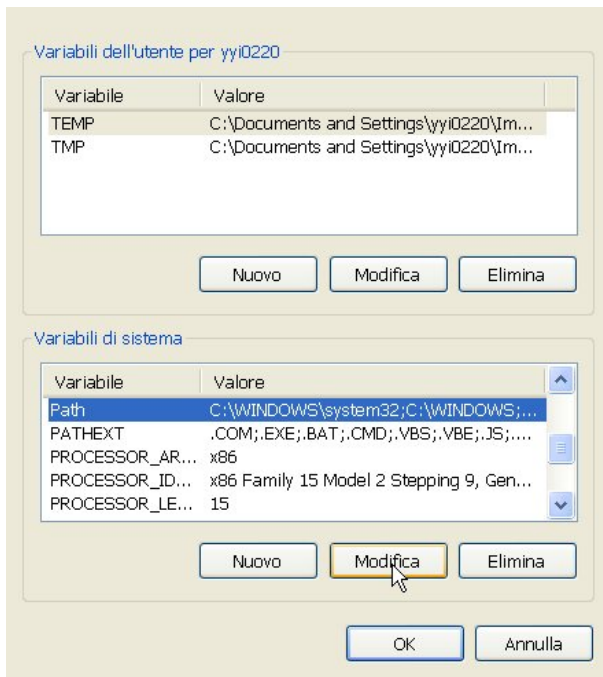 Variabili dell'utente per yyi0220
Variabile Valore
TEMP C:\Documents and Settings\yyi0220\Im...
TMP C:\Documents and Settings\yyi0220\Im...
Nuovo Modifica Elimina
Variabili di sistema
Variabile Valore
Path C:\WINDOWS\system32;C:\WINDOWS;...
PATHEXT .COM;.EXE;.BAT;.CMD;.VBS;.VBE;.JS;....
PROCESSOR_AR... x86
PROCESSOR_ID... x86 Family 15 Model 2 Stepping 9, Gen...
PROCESSOR_LE... 15
Nuovo Modifica Elimina
OK Annulla